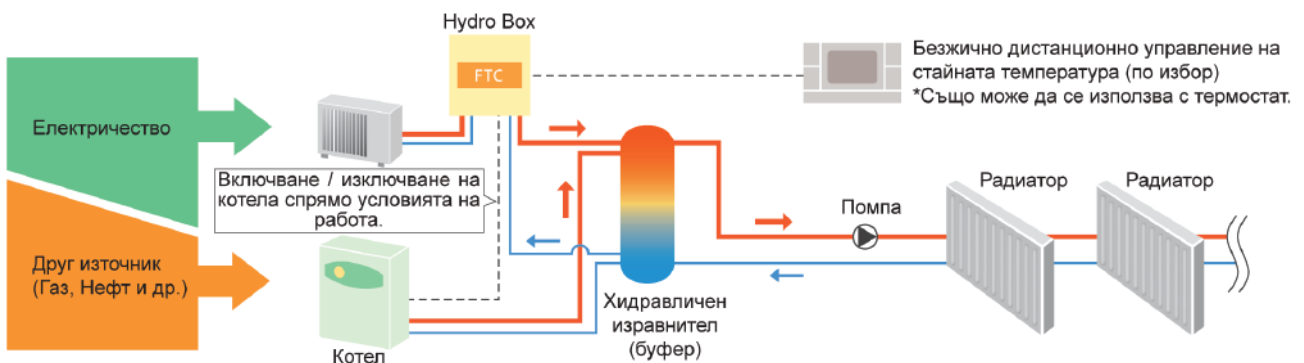 Hydro Box
FTC
Безжично дистанционно управление на
стайната температура (по избор)
*Също може да се използва с термостат.
Електричество
Включване / изключване на
котела спрямо условията на
работа.
Помпа
Радиатор
Радиатор
Друг източник
(Газ, Нефт и др.)
Котел
Хидравличен
изравнител
(буфер)